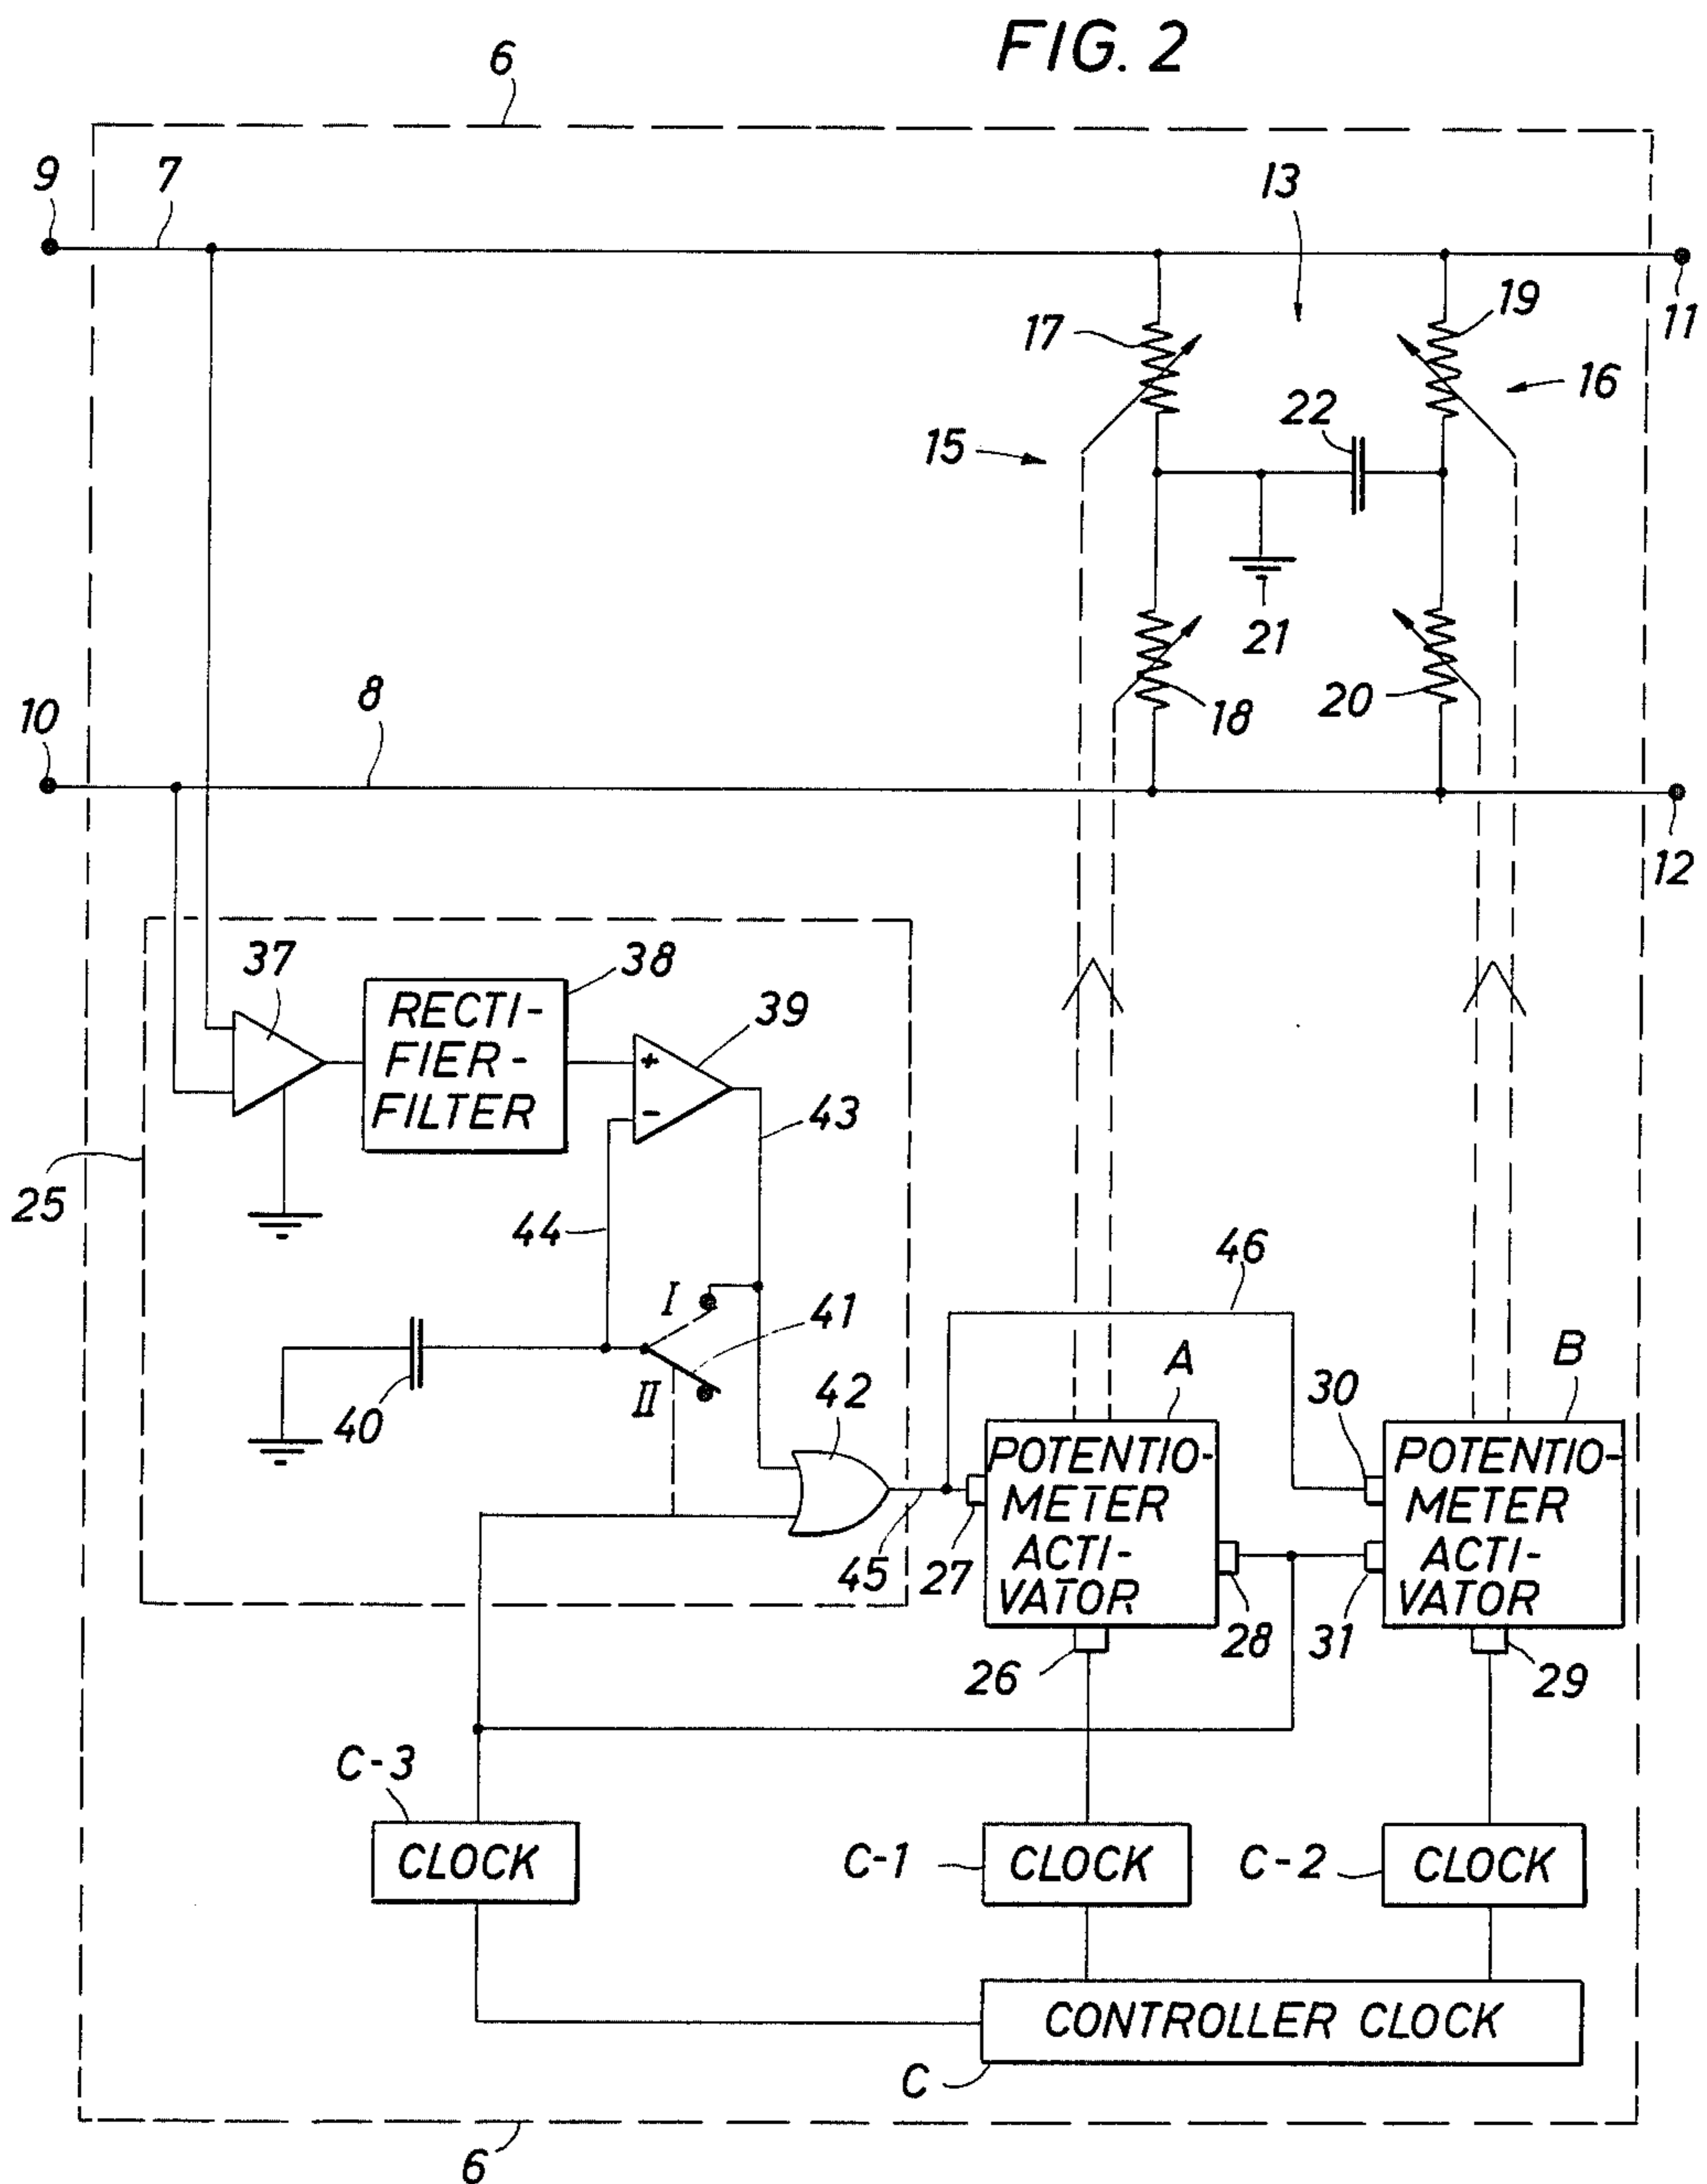 FIG. 2
6
9
7
13
11
17
19
16
22
15
21
18
20
10
8
12
37
38
RECTI-
FIER-
FILTER
39
+
-
43
25
44
46
I
41
II
40
42
A
B
30
POTENTIO-
METER
ACTI-
VATOR
POTENTIO-
METER
ACTI-
VATOR
45
27
28
31
26
29
C-3
CLOCK
C-1
CLOCK
C-2
CLOCK
CONTROLLER CLOCK
C
6